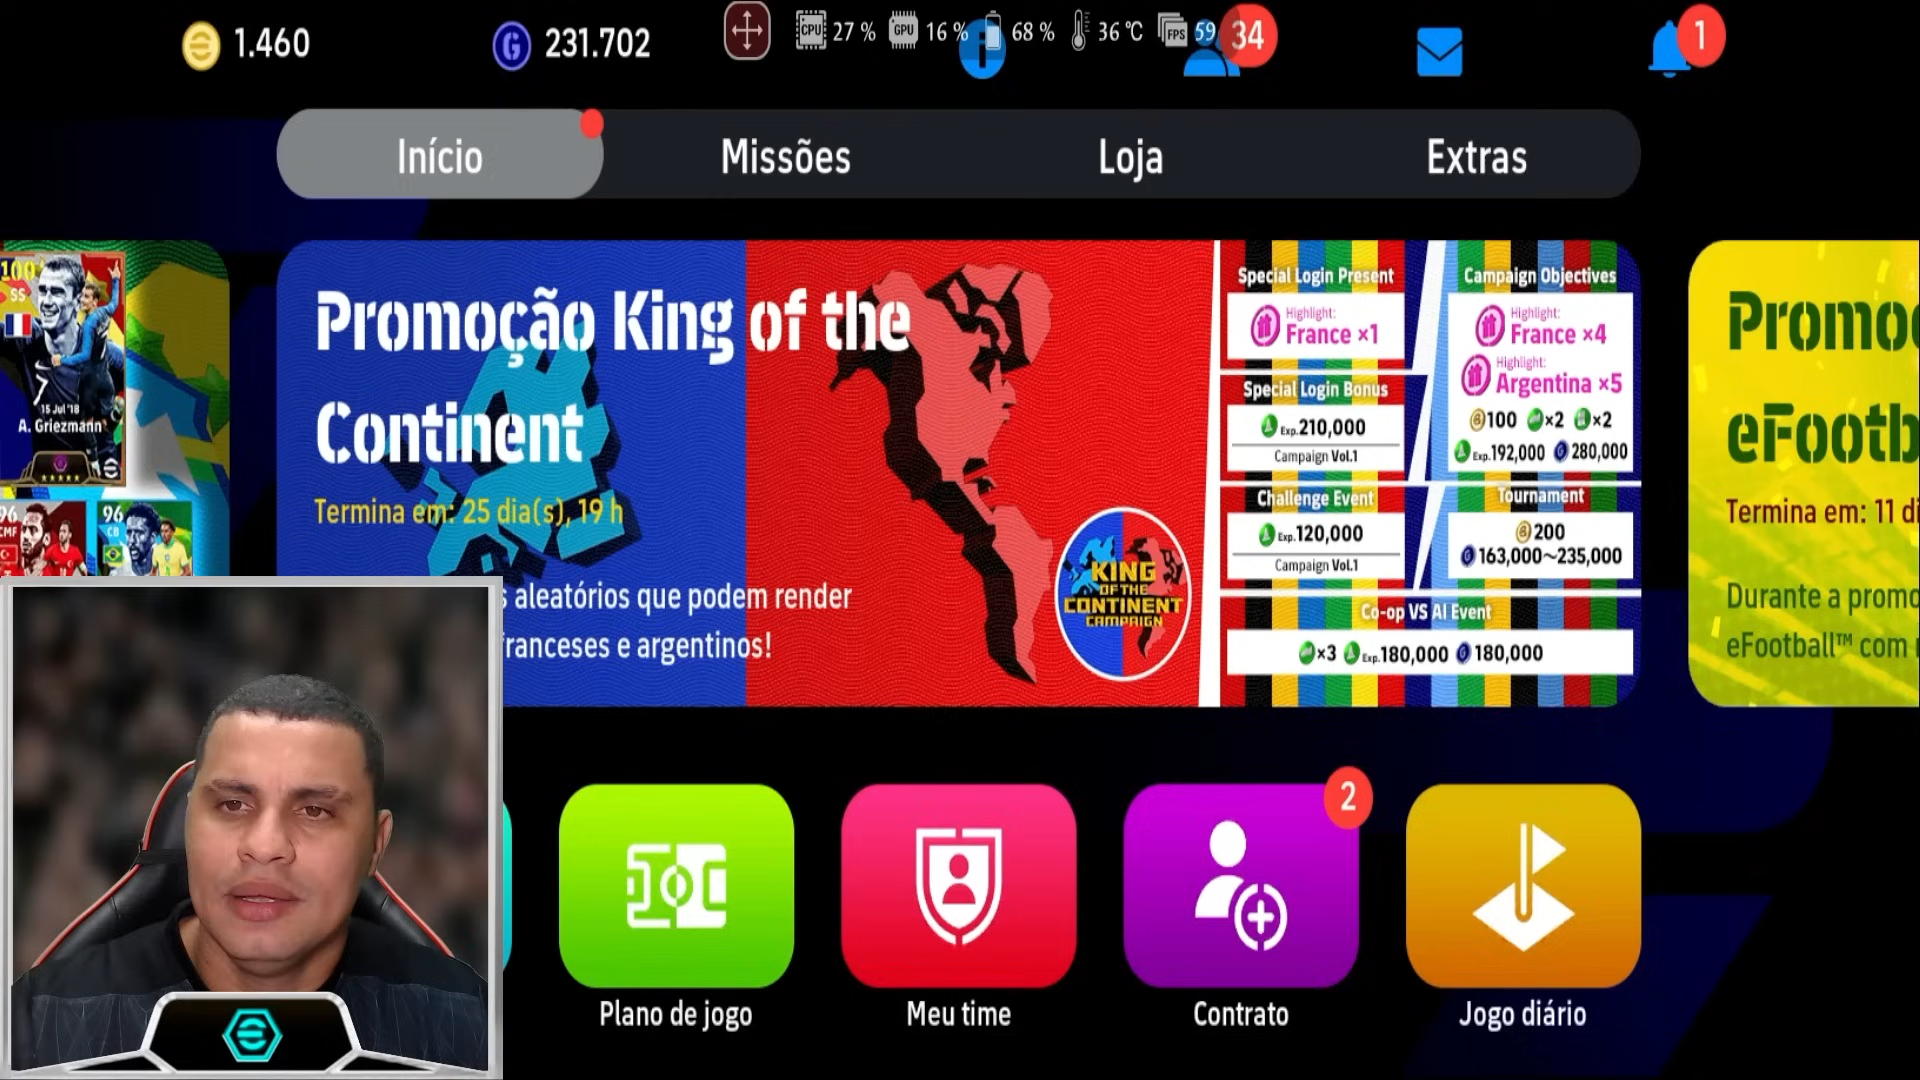 1.460
231.702
CPU 27 %
GPU 16 %
68 %
36 °C
FPS 59
34
1
Início
Missões
Loja
Extras
100
SS
7
15 Jul '18
A. Griezmann
96
CMF
96
CB
Promoção King of the
Continent
Termina em: 25 dia(s), 19 h
s aleatórios que podem render
franceses e argentinos!
KING
OF THE
CONTINENT
CAMPAIGN
Special Login Present
Highlight:
France ×1
Special Login Bonus
Exp.210,000
Campaign Vol.1
Challenge Event
Exp.120,000
Campaign Vol.1
Campaign Objectives
Highlight:
France ×4
Highlight:
Argentina ×5
100 ×2 ×2
Exp.192,000 280,000
Tournament
200
163,000~235,000
Co-op VS AI Event
×3 Exp.180,000 180,000
Promoç
eFootb
Termina em: 11 di
Durante a promo
eFootball™ com
2
Plano de jogo
Meu time
Contrato
Jogo diário